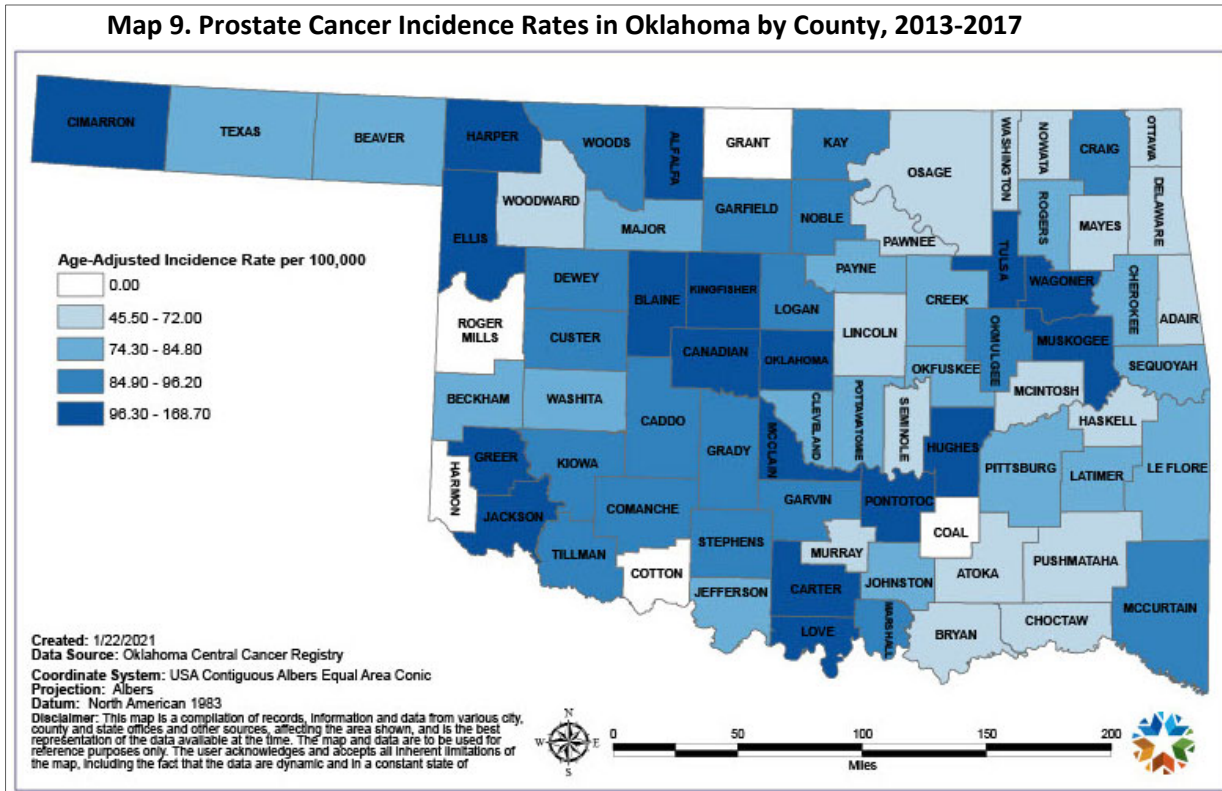 Map 9. Prostate Cancer Incidence Rates in Oklahoma by County, 2013-2017
CIMARRON
TEXAS
BEAVER
HARPER
WOODS
ALFALFA
GRANT
KAY
OSAGE
WASHINGTON
NOWATA
CRAIG
OTTAWA
WOODWARD
ELLIS
MAJOR
GARFIELD
NOBLE
PAWNEE
ROGERS
MAYES
DELAWARE
TULSA
Age-Adjusted Incidence Rate per 100,000
0.00
45.50 - 72.00
74.30 - 84.80
84.90 - 96.20
96.30 - 168.70
DEWEY
BLAINE
KINGFISHER
LOGAN
PAYNE
CREEK
WAGONER
CHEROKEE
ADAIR
ROGER
MILLS
CUSTER
CANADIAN
OKLAHOMA
LINCOLN
OKMULGEE
MUSKOGEE
OKFUSKEE
SEQUOYAH
BECKHAM
WASHITA
CADDO
CLEVELAND
POTTAWATOMIE
SEMINOLE
MCINTOSH
HASKELL
HARMON
GREER
KIOWA
GRADY
MCCLAIN
HUGHES
PITTSBURG
LATIMER
LE FLORE
JACKSON
COMANCHE
GARVIN
PONTOTOC
COAL
TILLMAN
COTTON
STEPHENS
MURRAY
ATOKA
PUSHMATAHA
JEFFERSON
CARTER
JOHNSTON
LOVE
MARSHALL
BRYAN
CHOCTAW
MCCURTAIN
Created: 1/22/2021
Data Source: Oklahoma Central Cancer Registry
Coordinate System: USA Contiguous Albers Equal Area Conic
Projection: Albers
Datum: North American 1983
Disclaimer: This map is a compilation of records, information and data from various city,
county and state offices and other sources, affecting the area shown, and is the best
representation of the data available at the time. The map and data are to be used for
reference purposes only. The user acknowledges and accepts all inherent limitations of
the map, including the fact that the data are dynamic and in a constant state of
N
W
E
S
0 50 100 150 200
Miles